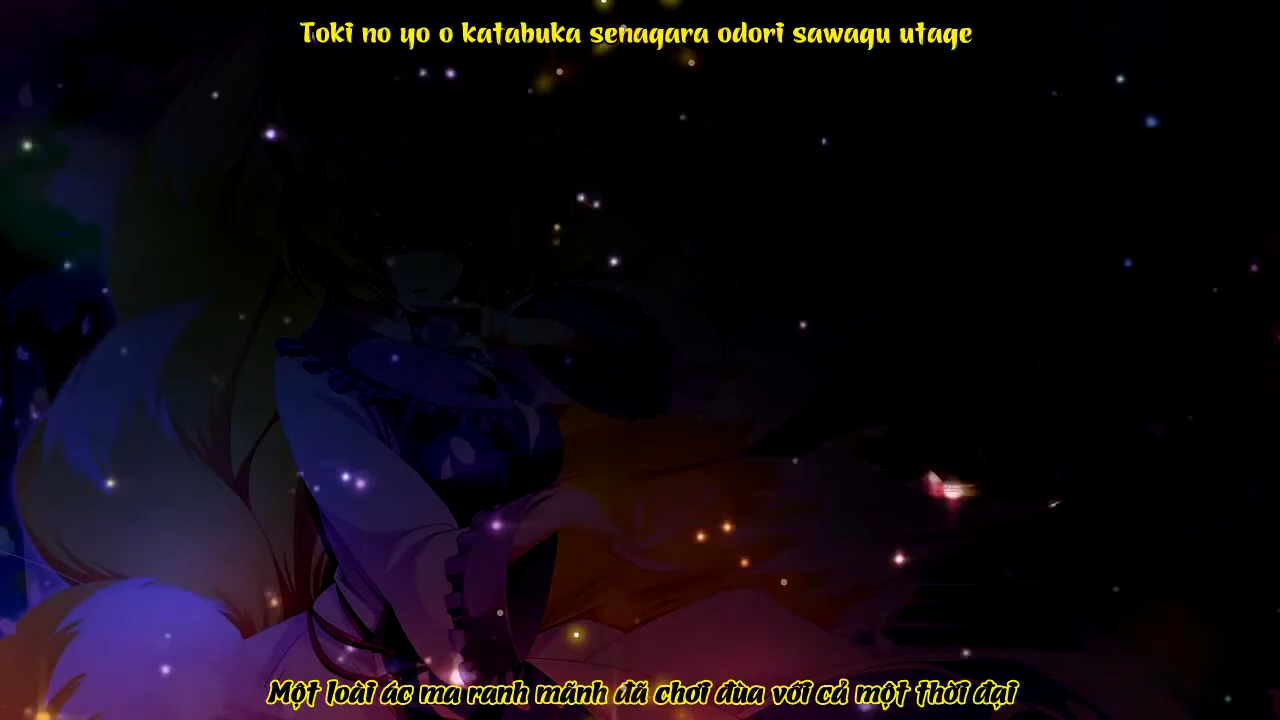 Toki no yo o katabuka senagara odori sawagu utage
Một loài ác ma ranh mãnh đã chơi đùa với cả một thời đại